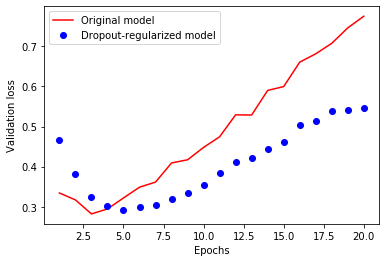 Original model
Dropout-regularized model
Validation loss
0.7
0.6
0.5
0.4
0.3
2.5 5.0 7.5 10.0 12.5 15.0 17.5 20.0
Epochs